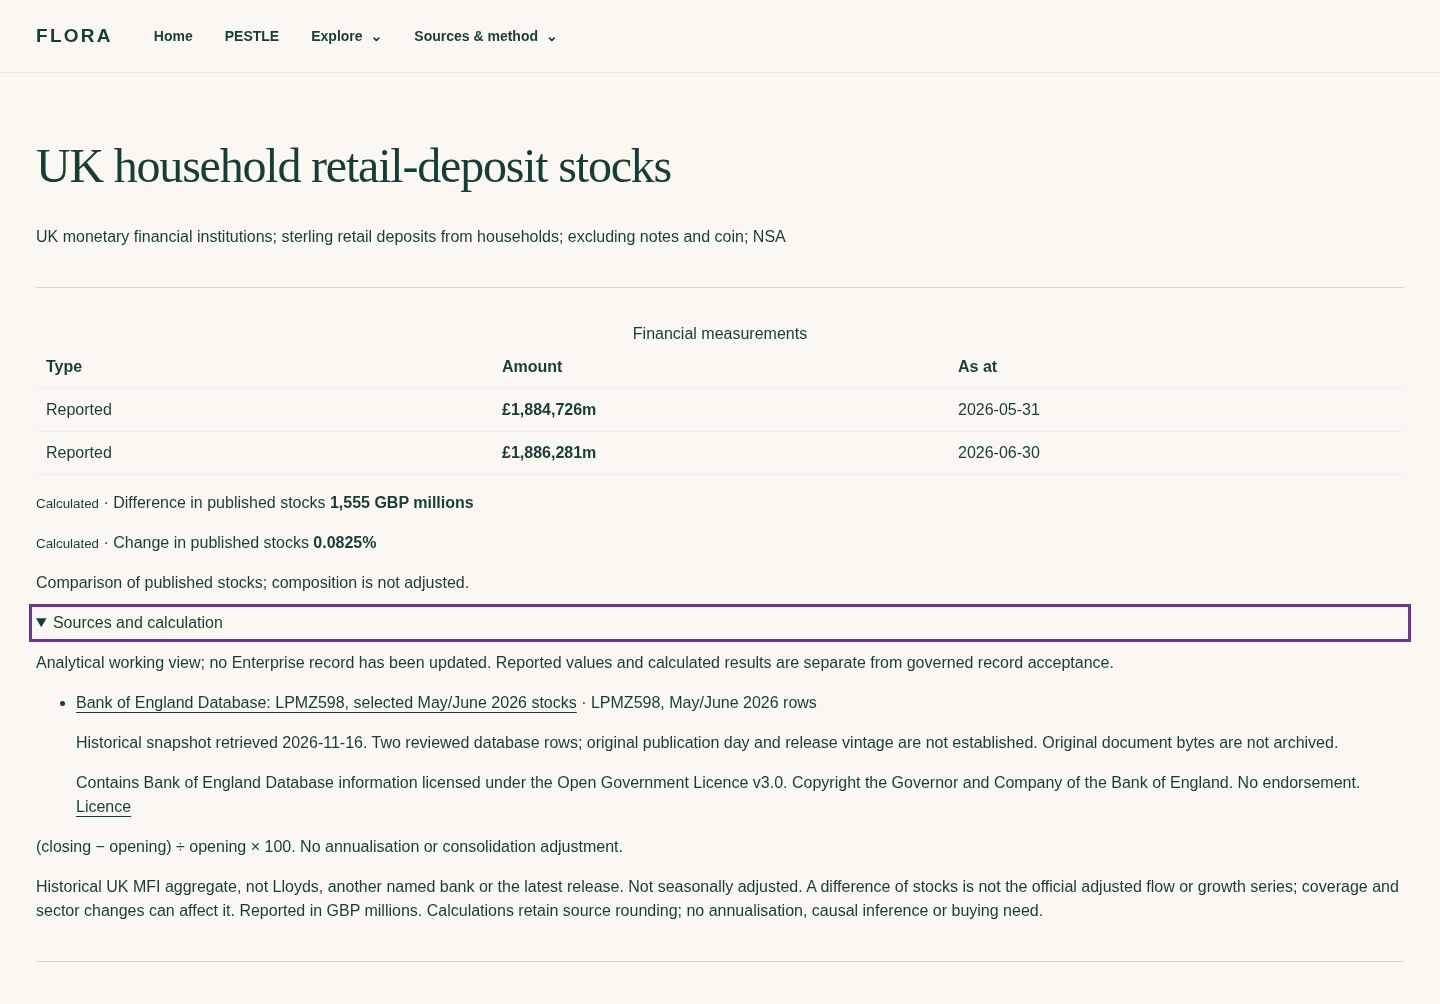 FLORA Home PESTLE Explore Sources & method
UK household retail-deposit stocks
UK monetary financial institutions; sterling retail deposits from households; excluding notes and coin; NSA
Financial measurements
Type Amount As at
Reported £1,884,726m 2026-05-31
Reported £1,886,281m 2026-06-30
Calculated · Difference in published stocks 1,555 GBP millions
Calculated · Change in published stocks 0.0825%
Comparison of published stocks; composition is not adjusted.
▼ Sources and calculation
Analytical working view; no Enterprise record has been updated. Reported values and calculated results are separate from governed record acceptance.
• Bank of England Database: LPMZ598, selected May/June 2026 stocks · LPMZ598, May/June 2026 rows
Historical snapshot retrieved 2026-11-16. Two reviewed database rows; original publication day and release vintage are not established. Original document bytes are not archived.
Contains Bank of England Database information licensed under the Open Government Licence v3.0. Copyright the Governor and Company of the Bank of England. No endorsement.
Licence
(closing − opening) ÷ opening × 100. No annualisation or consolidation adjustment.
Historical UK MFI aggregate, not Lloyds, another named bank or the latest release. Not seasonally adjusted. A difference of stocks is not the official adjusted flow or growth series; coverage and
sector changes can affect it. Reported in GBP millions. Calculations retain source rounding; no annualisation, causal inference or buying need.